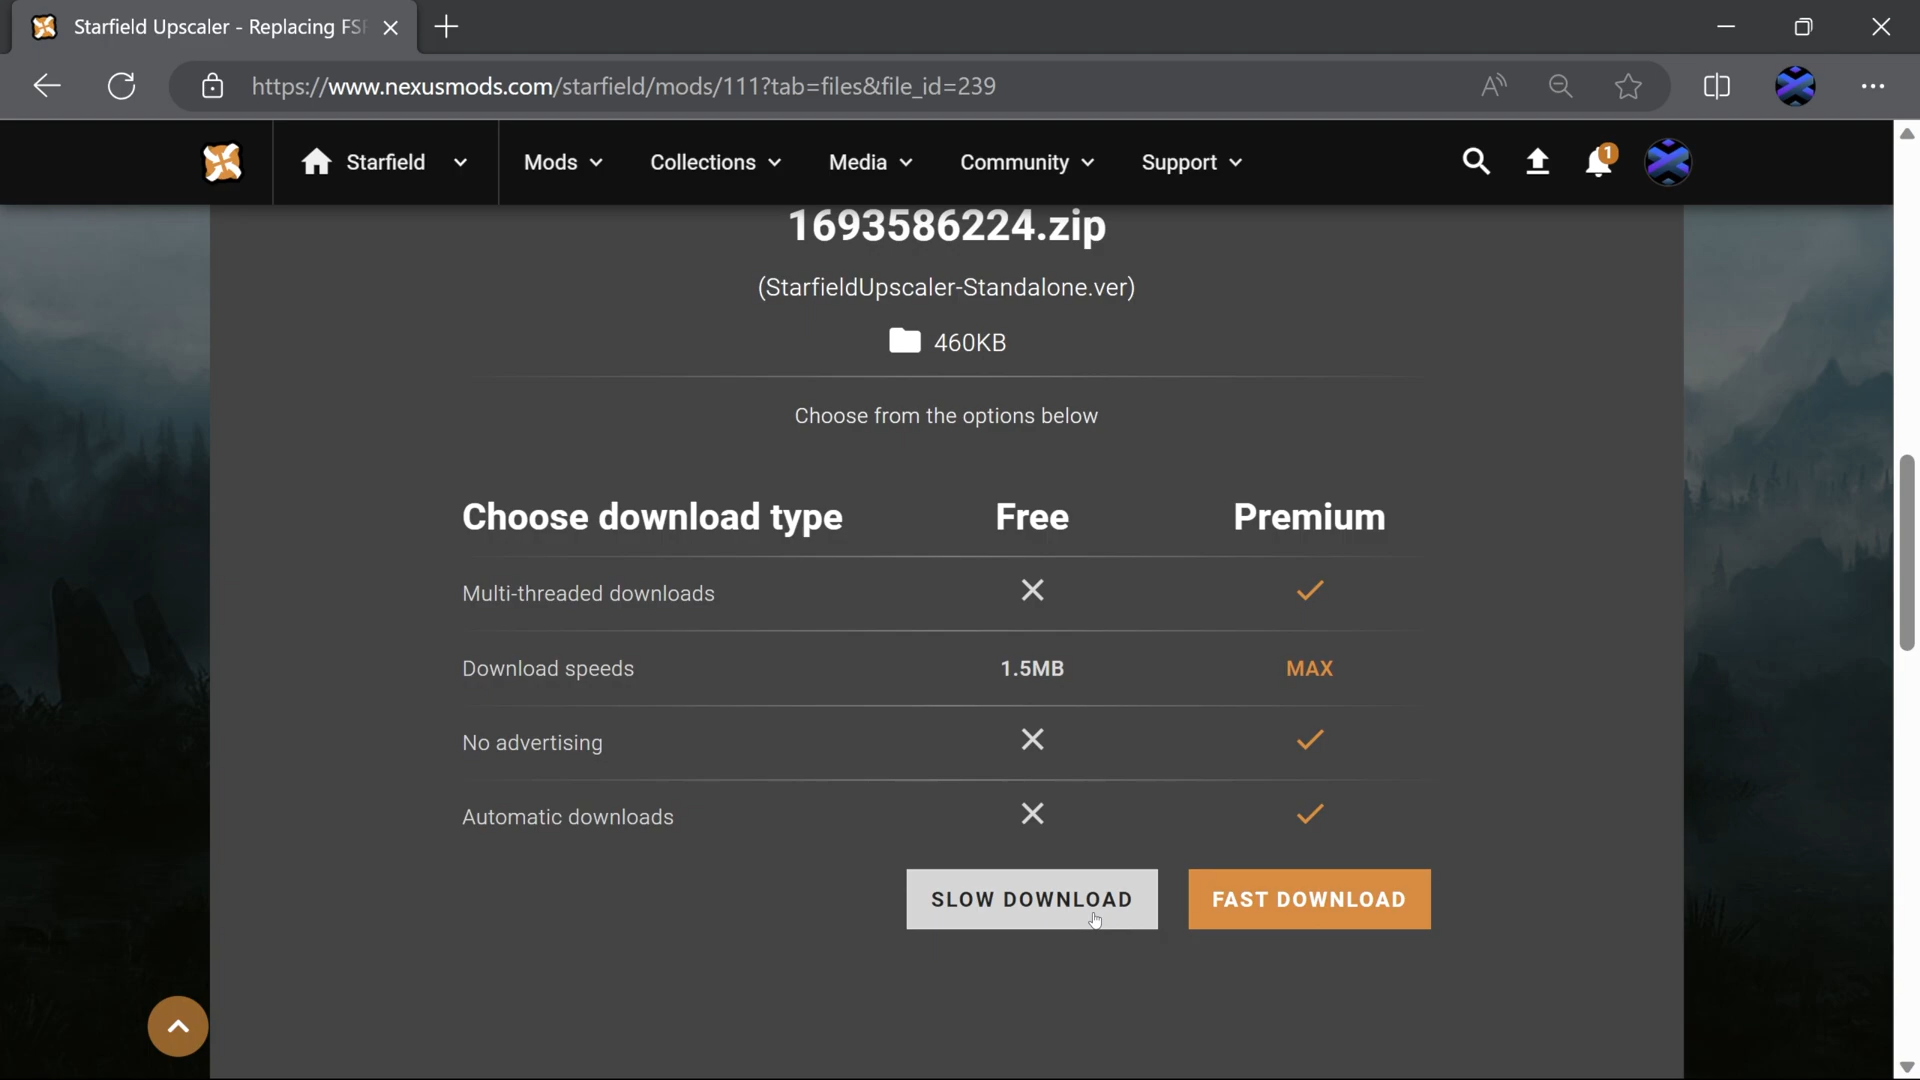 Starfield Upscaler - Replacing FSR
https://www.nexusmods.com/starfield/mods/111?tab=files&file_id=239
Starfield Mods Collections Media Community Support 1
1693586224.zip
(StarfieldUpscaler-Standalone.ver)
460KB
Choose from the options below
Choose download type Free Premium
Multi-threaded downloads
Download speeds 1.5MB MAX
No advertising
Automatic downloads
SLOW DOWNLOAD FAST DOWNLOAD